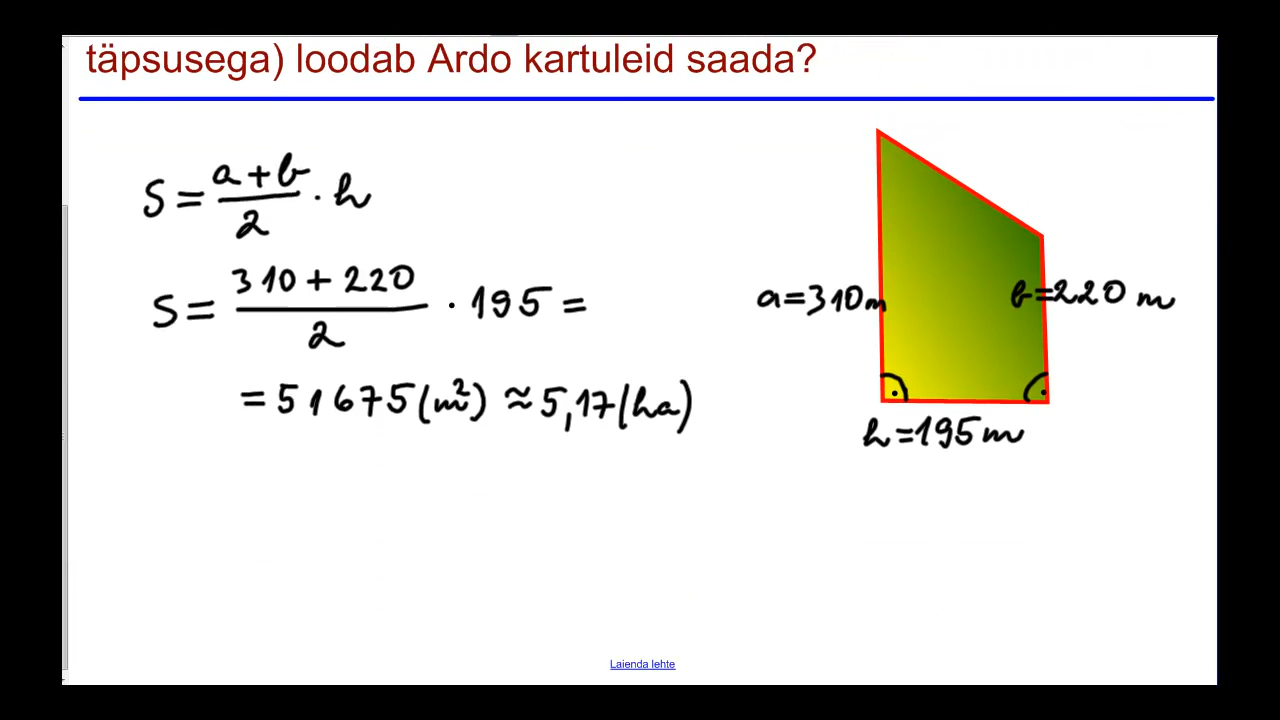 täpsusega) loodab Ardo kartuleid saada?
S = a+b/2 · h
S = 310+220/2 · 195 =
= 51675(m²) ≈ 5,17(ha)
a=310m
b=220 m
h=195m
Laienda lehte